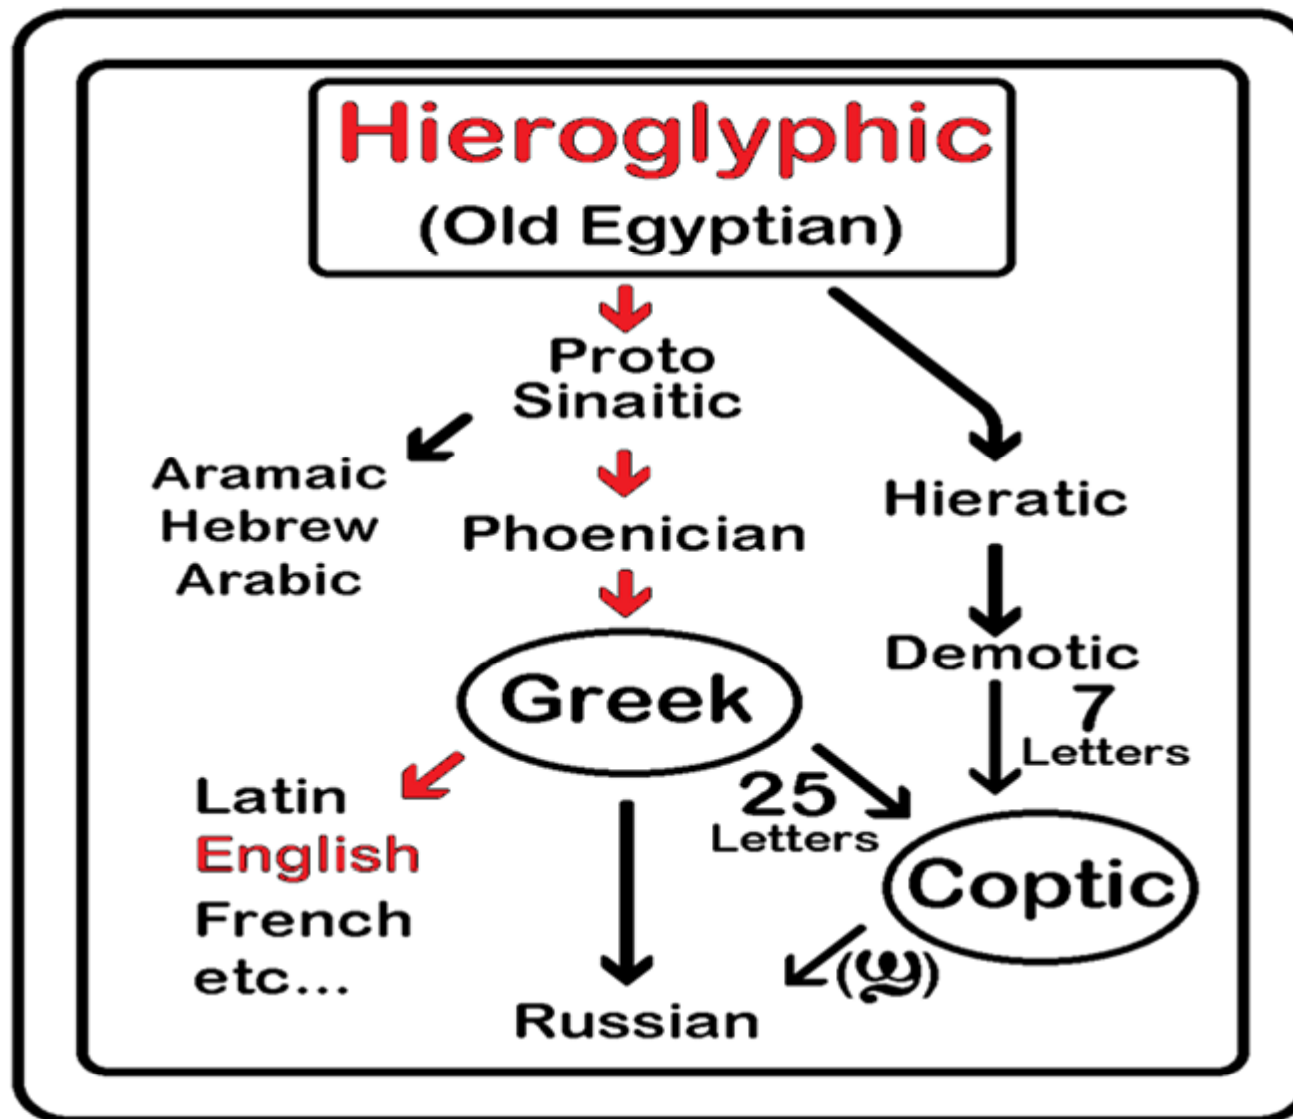 Hieroglyphic
(Old Egyptian)
Proto
Sinaitic
Aramaic
Hebrew
Arabic
Phoenician
Hieratic
Demotic
7
Letters
Greek
25
Letters
Latin
English
French
etc...
Coptic
(ϣ)
Russian